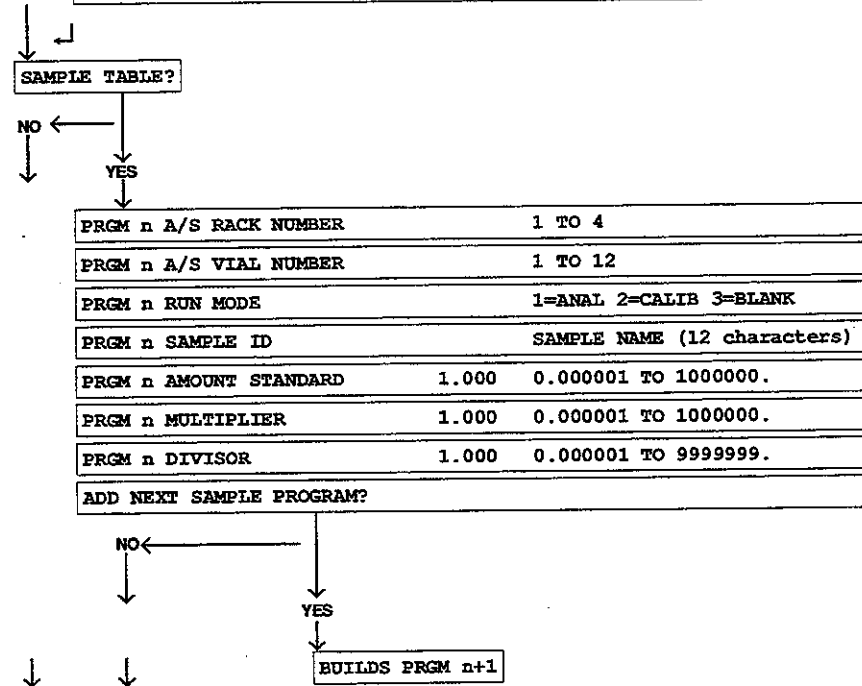 SAMPLE TABLE?
NO
YES
PRGM n A/S RACK NUMBER 1 TO 4
PRGM n A/S VIAL NUMBER 1 TO 12
PRGM n RUN MODE 1=ANAL 2=CALIB 3=BLANK
PRGM n SAMPLE ID SAMPLE NAME (12 characters)
PRGM n AMOUNT STANDARD 1.000 0.000001 TO 1000000.
PRGM n MULTIPLIER 1.000 0.000001 TO 1000000.
PRGM n DIVISOR 1.000 0.000001 TO 9999999.
ADD NEXT SAMPLE PROGRAM?
NO
YES
BUILDS PRGM n+1